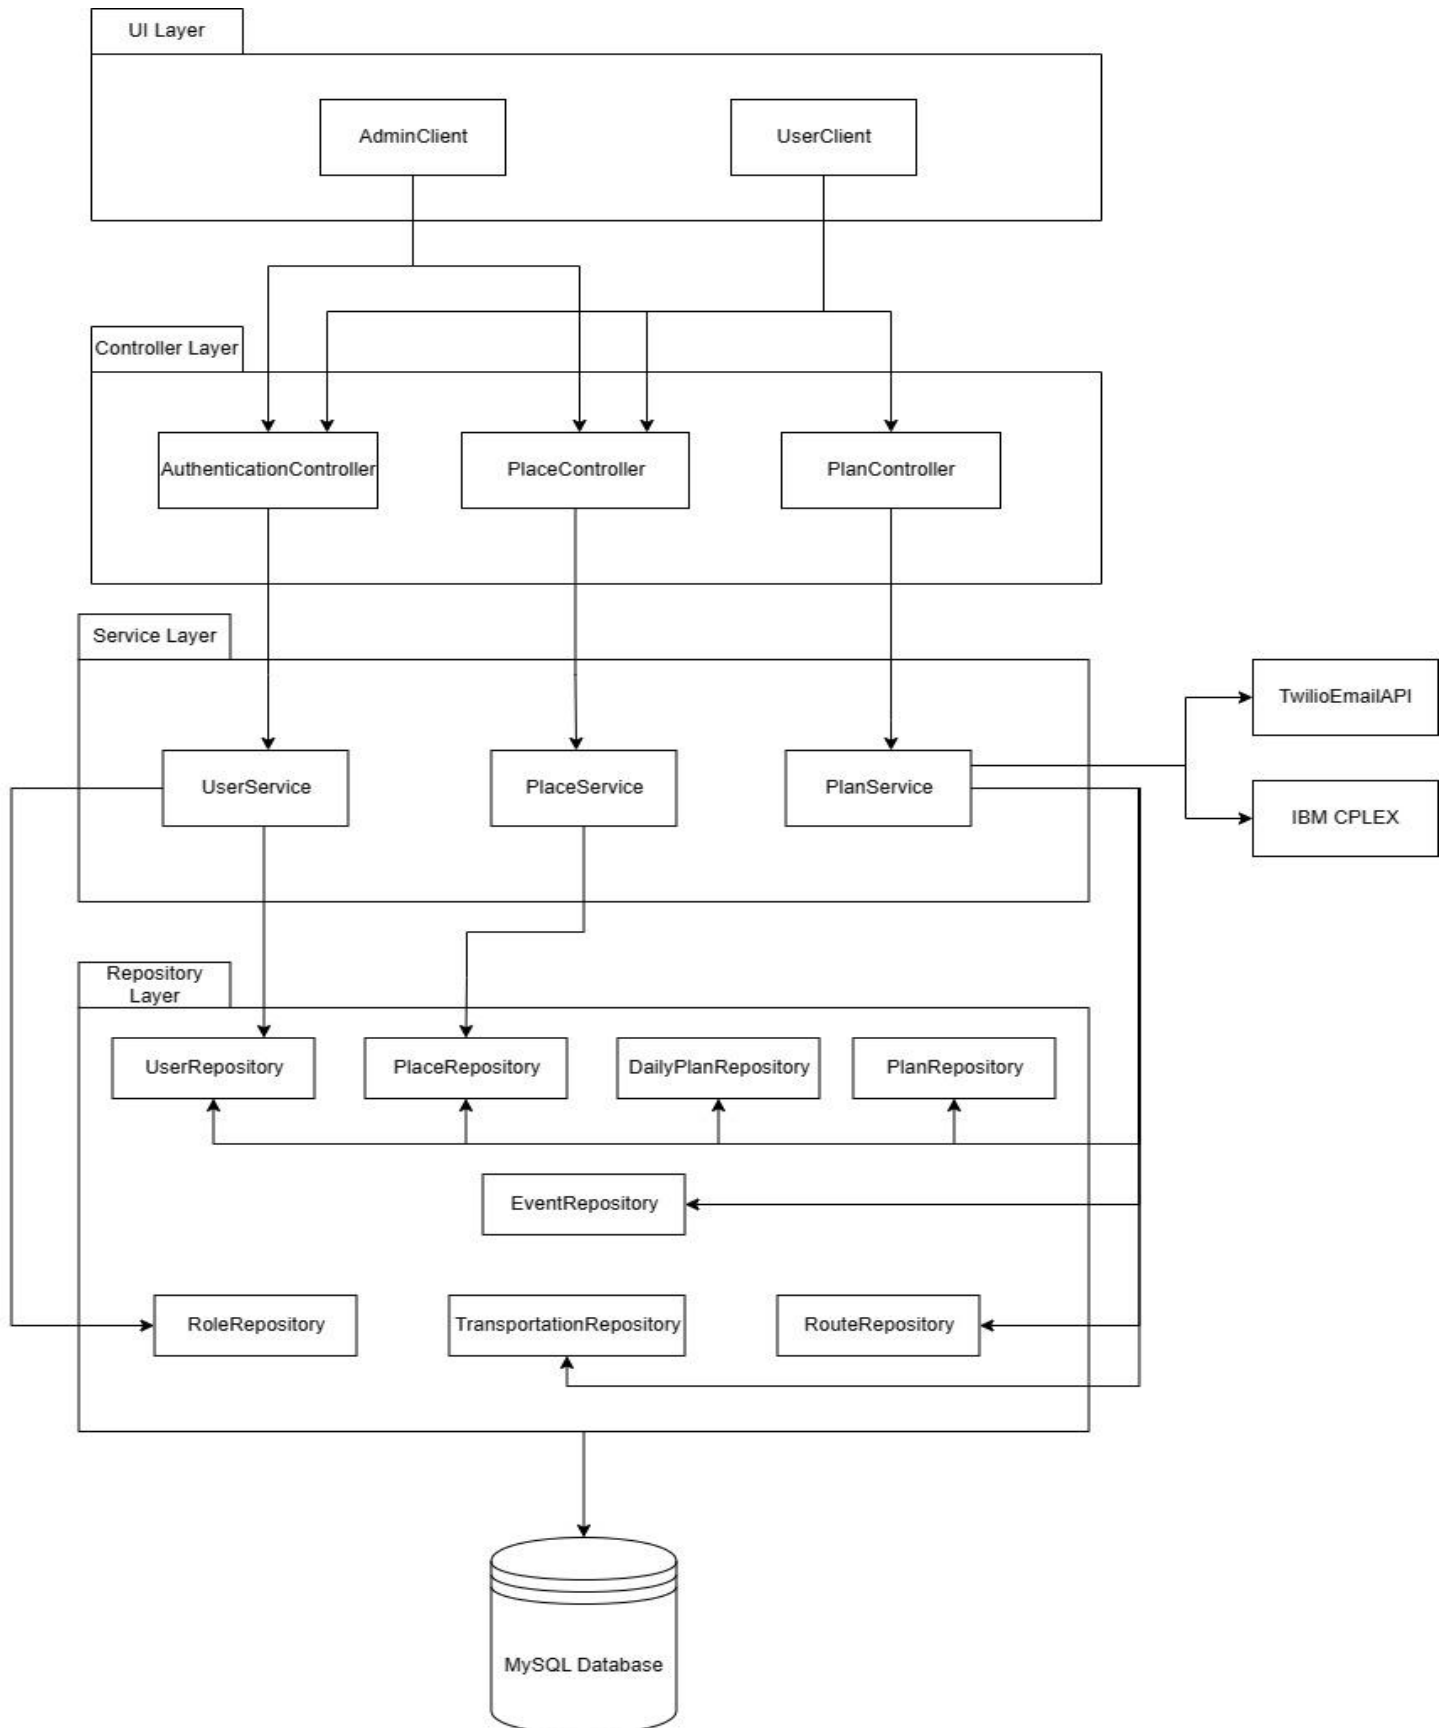 UI Layer
AdminClient
UserClient
Controller Layer
AuthenticationController
PlaceController
PlanController
Service Layer
UserService
PlaceService
PlanService
TwilioEmailAPI
IBM CPLEX
Repository
Layer
UserRepository
PlaceRepository
DailyPlanRepository
PlanRepository
EventRepository
RoleRepository
TransportationRepository
RouteRepository
MySQL Database